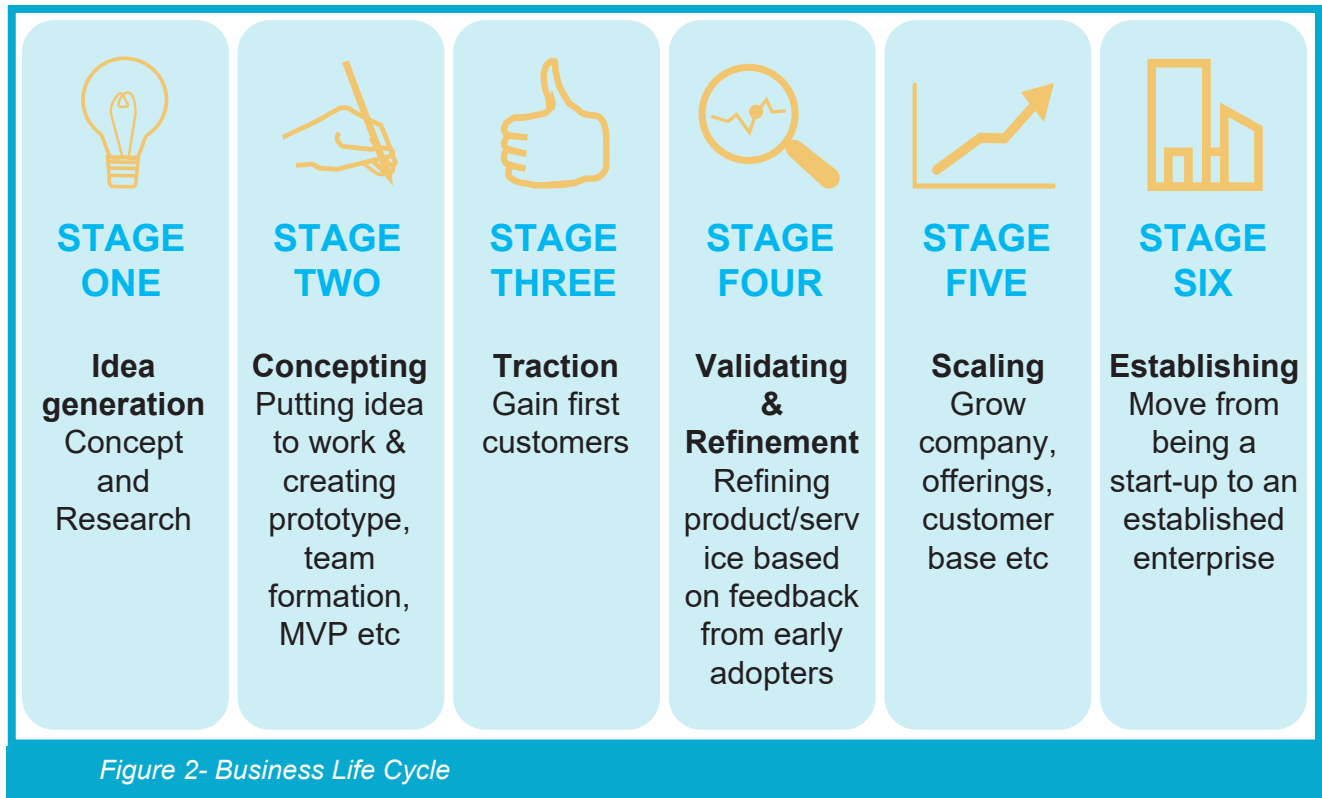 STAGE
ONE
Idea
generation
Concept
and
Research
STAGE
TWO
Concepting
Putting idea
to work &
creating
prototype,
team
formation,
MVP etc
STAGE
THREE
Traction
Gain first
customers
STAGE
FOUR
Validating
&
Refinement
Refining
product/serv
ice based
on feedback
from early
adopters
STAGE
FIVE
Scaling
Grow
company,
offerings,
customer
base etc
STAGE
SIX
Establishing
Move from
being a
start-up to an
established
enterprise
Figure 2- Business Life Cycle